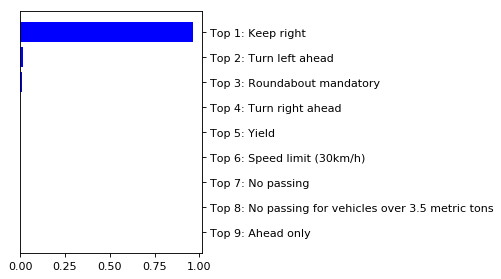 Top 1: Keep right
Top 2: Turn left ahead
Top 3: Roundabout mandatory
Top 4: Turn right ahead
Top 5: Yield
Top 6: Speed limit (30km/h)
Top 7: No passing
Top 8: No passing for vehicles over 3.5 metric tons
Top 9: Ahead only
0.00 0.25 0.50 0.75 1.00